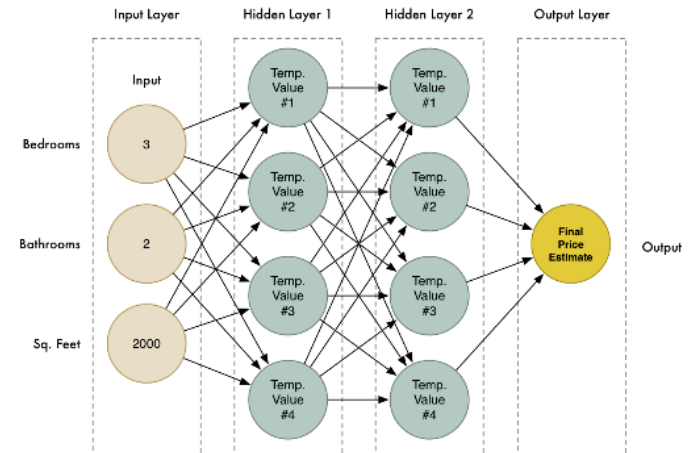 Input Layer
Hidden Layer 1
Hidden Layer 2
Output Layer
Input
Bedrooms
3
Bathrooms
2
Sq. Feet
2000
Temp.
Value
#1
Temp.
Value
#2
Temp.
Value
#3
Temp.
Value
#4
Temp.
Value
#1
Temp.
Value
#2
Temp.
Value
#3
Temp.
Value
#4
Final
Price
Estimate
Output